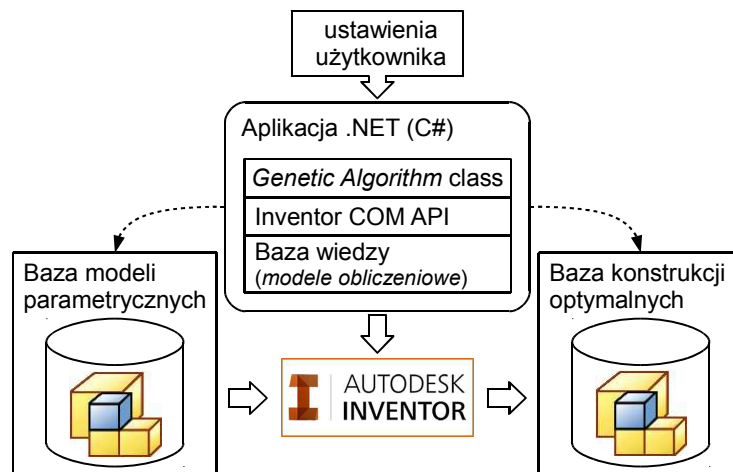 ustawienia
użytkownika
Aplikacja .NET (C#)
Genetic Algorithm class
Inventor COM API
Baza wiedzy
(modele obliczeniowe)
Baza modeli
parametrycznych
Baza konstrukcji
optymalnych
AUTODESK
INVENTOR